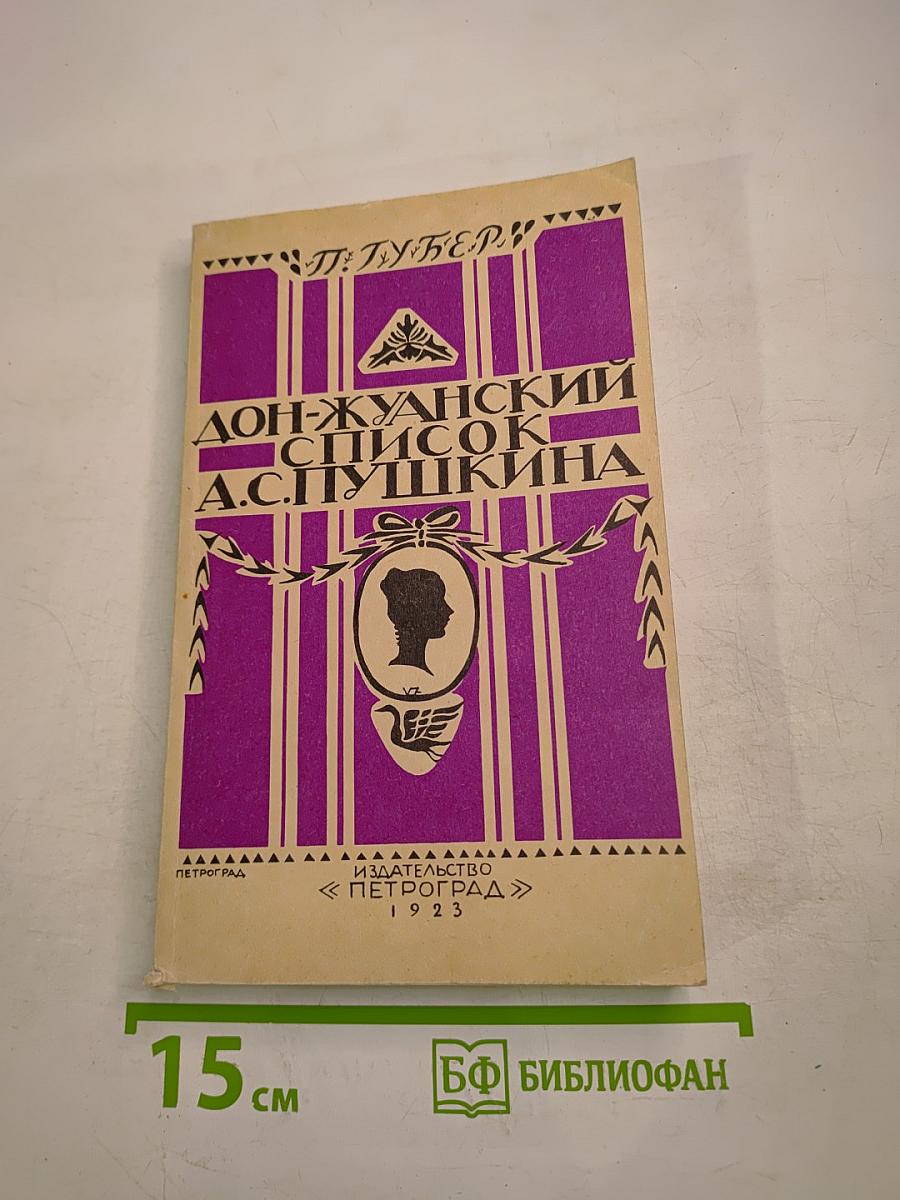 П. ГУБЕР
ДОН-ЖУАНСКИЙ
СПИСОК
А.С.ПУШКИНА
ПЕТРОГРАД
ИЗДАТЕЛЬСТВО
«ПЕТРОГРАД»
1923
15 см
БФ БИБЛИОФАН